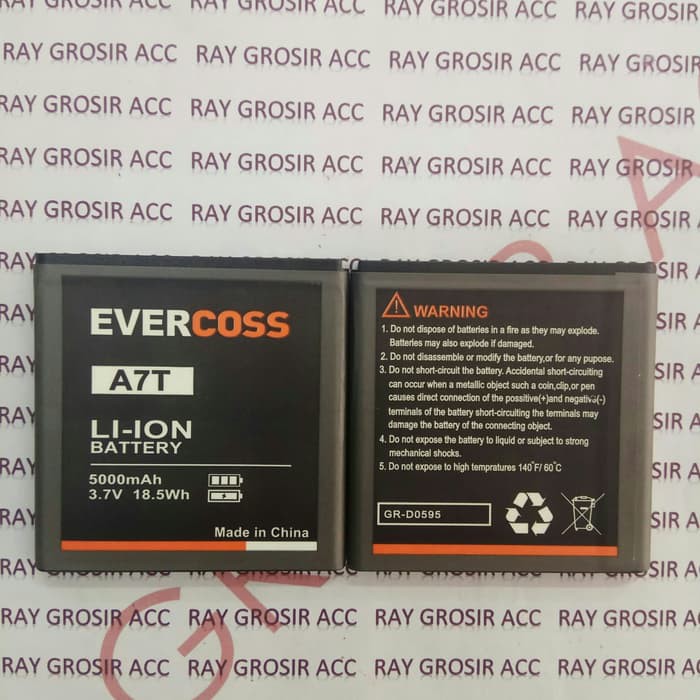 RAY GROSIR ACC RAY GROSIR ACC RAY GROSIR ACC RAY GROSIR
RAY GROSIR ACC RAY GROSIR ACC RAY GROSIR ACC RAY GROSIR
RAY GROSIR ACC RAY GROSIR ACC RAY GROSIR ACC RAY GROSIR
RAY GROSIR ACC RAY GROSIR ACC RAY GROSIR ACC RAY GROSIR
RAY GROSIR ACC RAY GROSIR ACC RAY GROSIR ACC RAY GROSIR
EVERCOSS
A7T
LI-ION
BATTERY
5000mAh
3.7V 18.5Wh
Made in China
WARNING
1. Do not dispose of batteries in a fire as they may explode.
Batteries may also explode if damaged.
2. Do not disassemble or modify the battery,or for any pupose.
3. Do not short-circuit the battery. Accidental short-circuiting
can occur when a metallic object such a coin,clip,or pen
causes direct connection of the possitive(+)and negativs(-)
terminals of the battery short-circuiting the terminals may
damage the battery of the connecting object.
4. Do not expose the battery to liquid or subject to strong
mechanical shocks.
5. Do not expose to high tempratures 140°F/ 60°C
GR-D0595
RAY GROSIR ACC RAY GROSIR ACC RAY GROSIR ACC RAY GROSIR
RAY GROSIR ACC RAY GROSIR ACC RAY GROSIR ACC RAY GROSIR